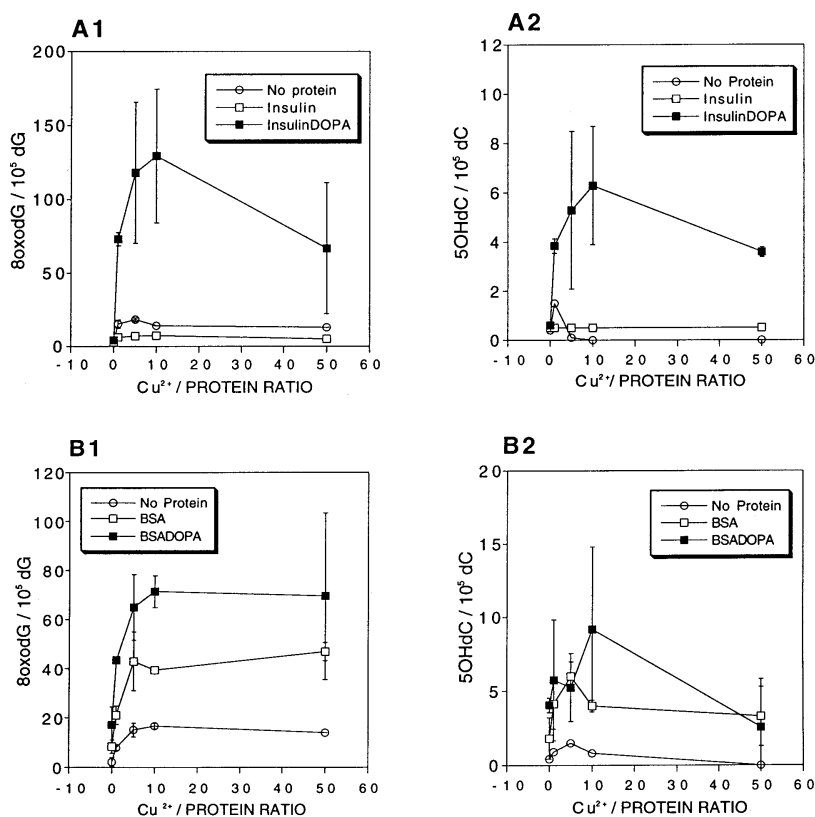 A1
200
150
100
50
0
8oxodG / 10⁵ dG
No protein
Insulin
InsulinDOPA
-10 0 10 20 30 40 50 60
Cu²⁺/ PROTEIN RATIO
A2
12
10
8
6
4
2
0
5OHdC / 10⁵ dC
No Protein
Insulin
InsulinDOPA
-10 0 10 20 30 40 50 60
Cu²⁺/ PROTEIN RATIO
B1
120
100
80
60
40
20
0
8oxodG / 10⁵ dG
No Protein
BSA
BSADOPA
-10 0 10 20 30 40 50 60
Cu²⁺/ PROTEIN RATIO
B2
20
15
10
5
0
5OHdC / 10⁵ dC
No Protein
BSA
BSADOPA
-10 0 10 20 30 40 50 60
Cu²⁺/ PROTEIN RATIO